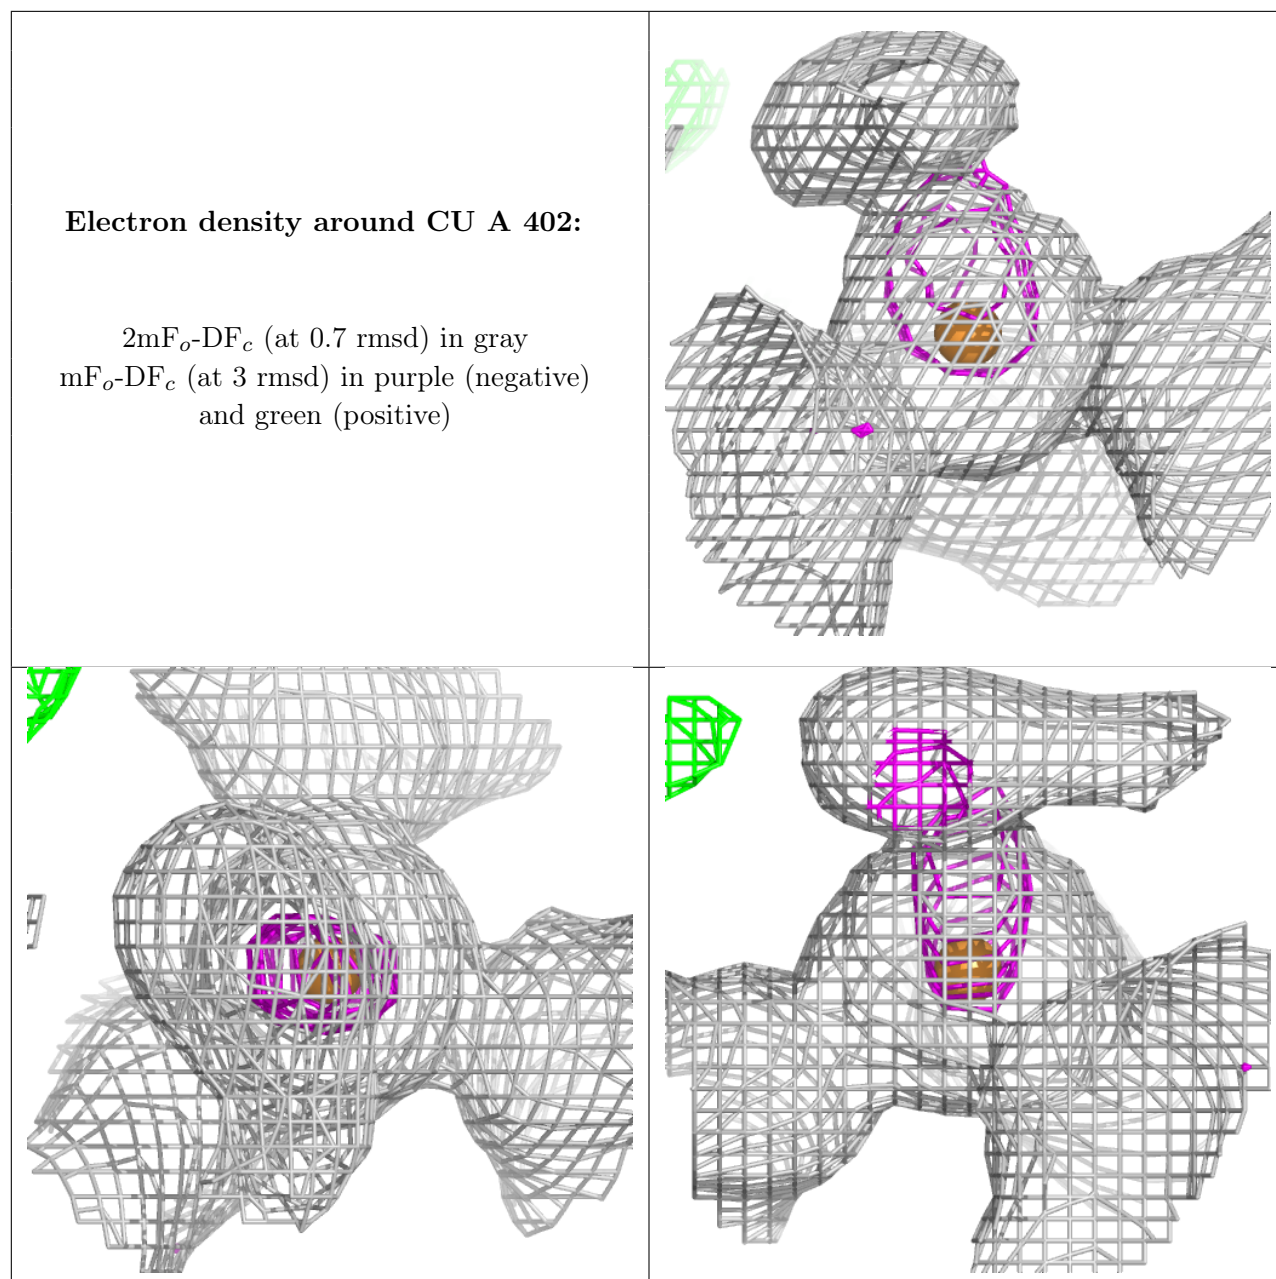 Electron density around CU A 402:
2mFo-DFc (at 0.7 rmsd) in gray
mFo-DFc (at 3 rmsd) in purple (negative)
and green (positive)